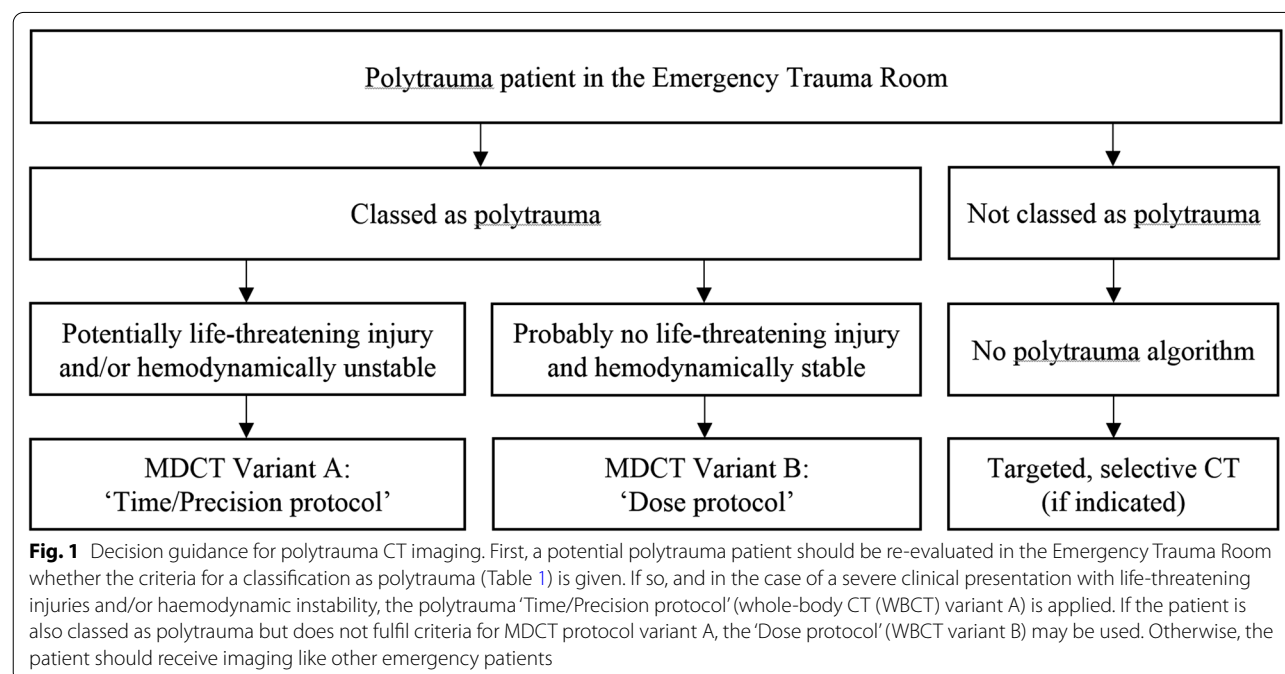 Polytrauma patient in the Emergency Trauma Room
Classed as polytrauma
Not classed as polytrauma
Potentially life-threatening injury
and/or hemodynamically unstable
Probably no life-threatening injury
and hemodynamically stable
No polytrauma algorithm
MDCT Variant A:
‘Time/Precision protocol’
MDCT Variant B:
‘Dose protocol’
Targeted, selective CT
(if indicated)
Fig. 1 Decision guidance for polytrauma CT imaging. First, a potential polytrauma patient should be re-evaluated in the Emergency Trauma Room
whether the criteria for a classification as polytrauma (Table 1) is given. If so, and in the case of a severe clinical presentation with life-threatening
injuries and/or haemodynamic instability, the polytrauma ‘Time/Precision protocol’ (whole-body CT (WBCT) variant A) is applied. If the patient is
also classed as polytrauma but does not fulfil criteria for MDCT protocol variant A, the ‘Dose protocol’ (WBCT variant B) may be used. Otherwise, the
patient should receive imaging like other emergency patients